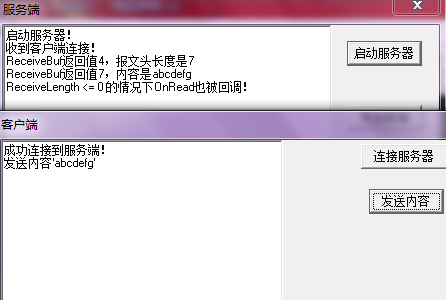 服务端
启动服务器!
收到客户端连接!
ReceiveBuf返回值4，报文头长度是7
ReceiveBuf返回值7，内容是abcdefg
ReceiveLength <= 0的情况下OnRead也被回调!
启动服务器
客户端
成功连接到服务端!
发送内容'abcdefg'
连接服务器
发送内容